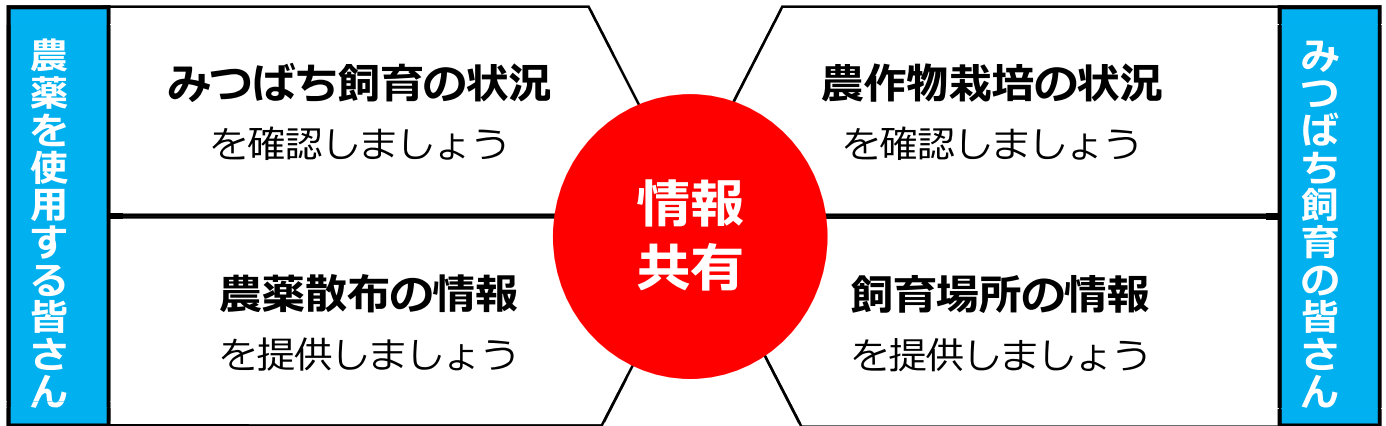 農薬を使用する皆さん
みつばち飼育の状況
を確認しましょう
農薬散布の情報
を提供しましょう
情報
共有
農作物栽培の状況
を確認しましょう
飼育場所の情報
を提供しましょう
みつばち飼育の皆さん